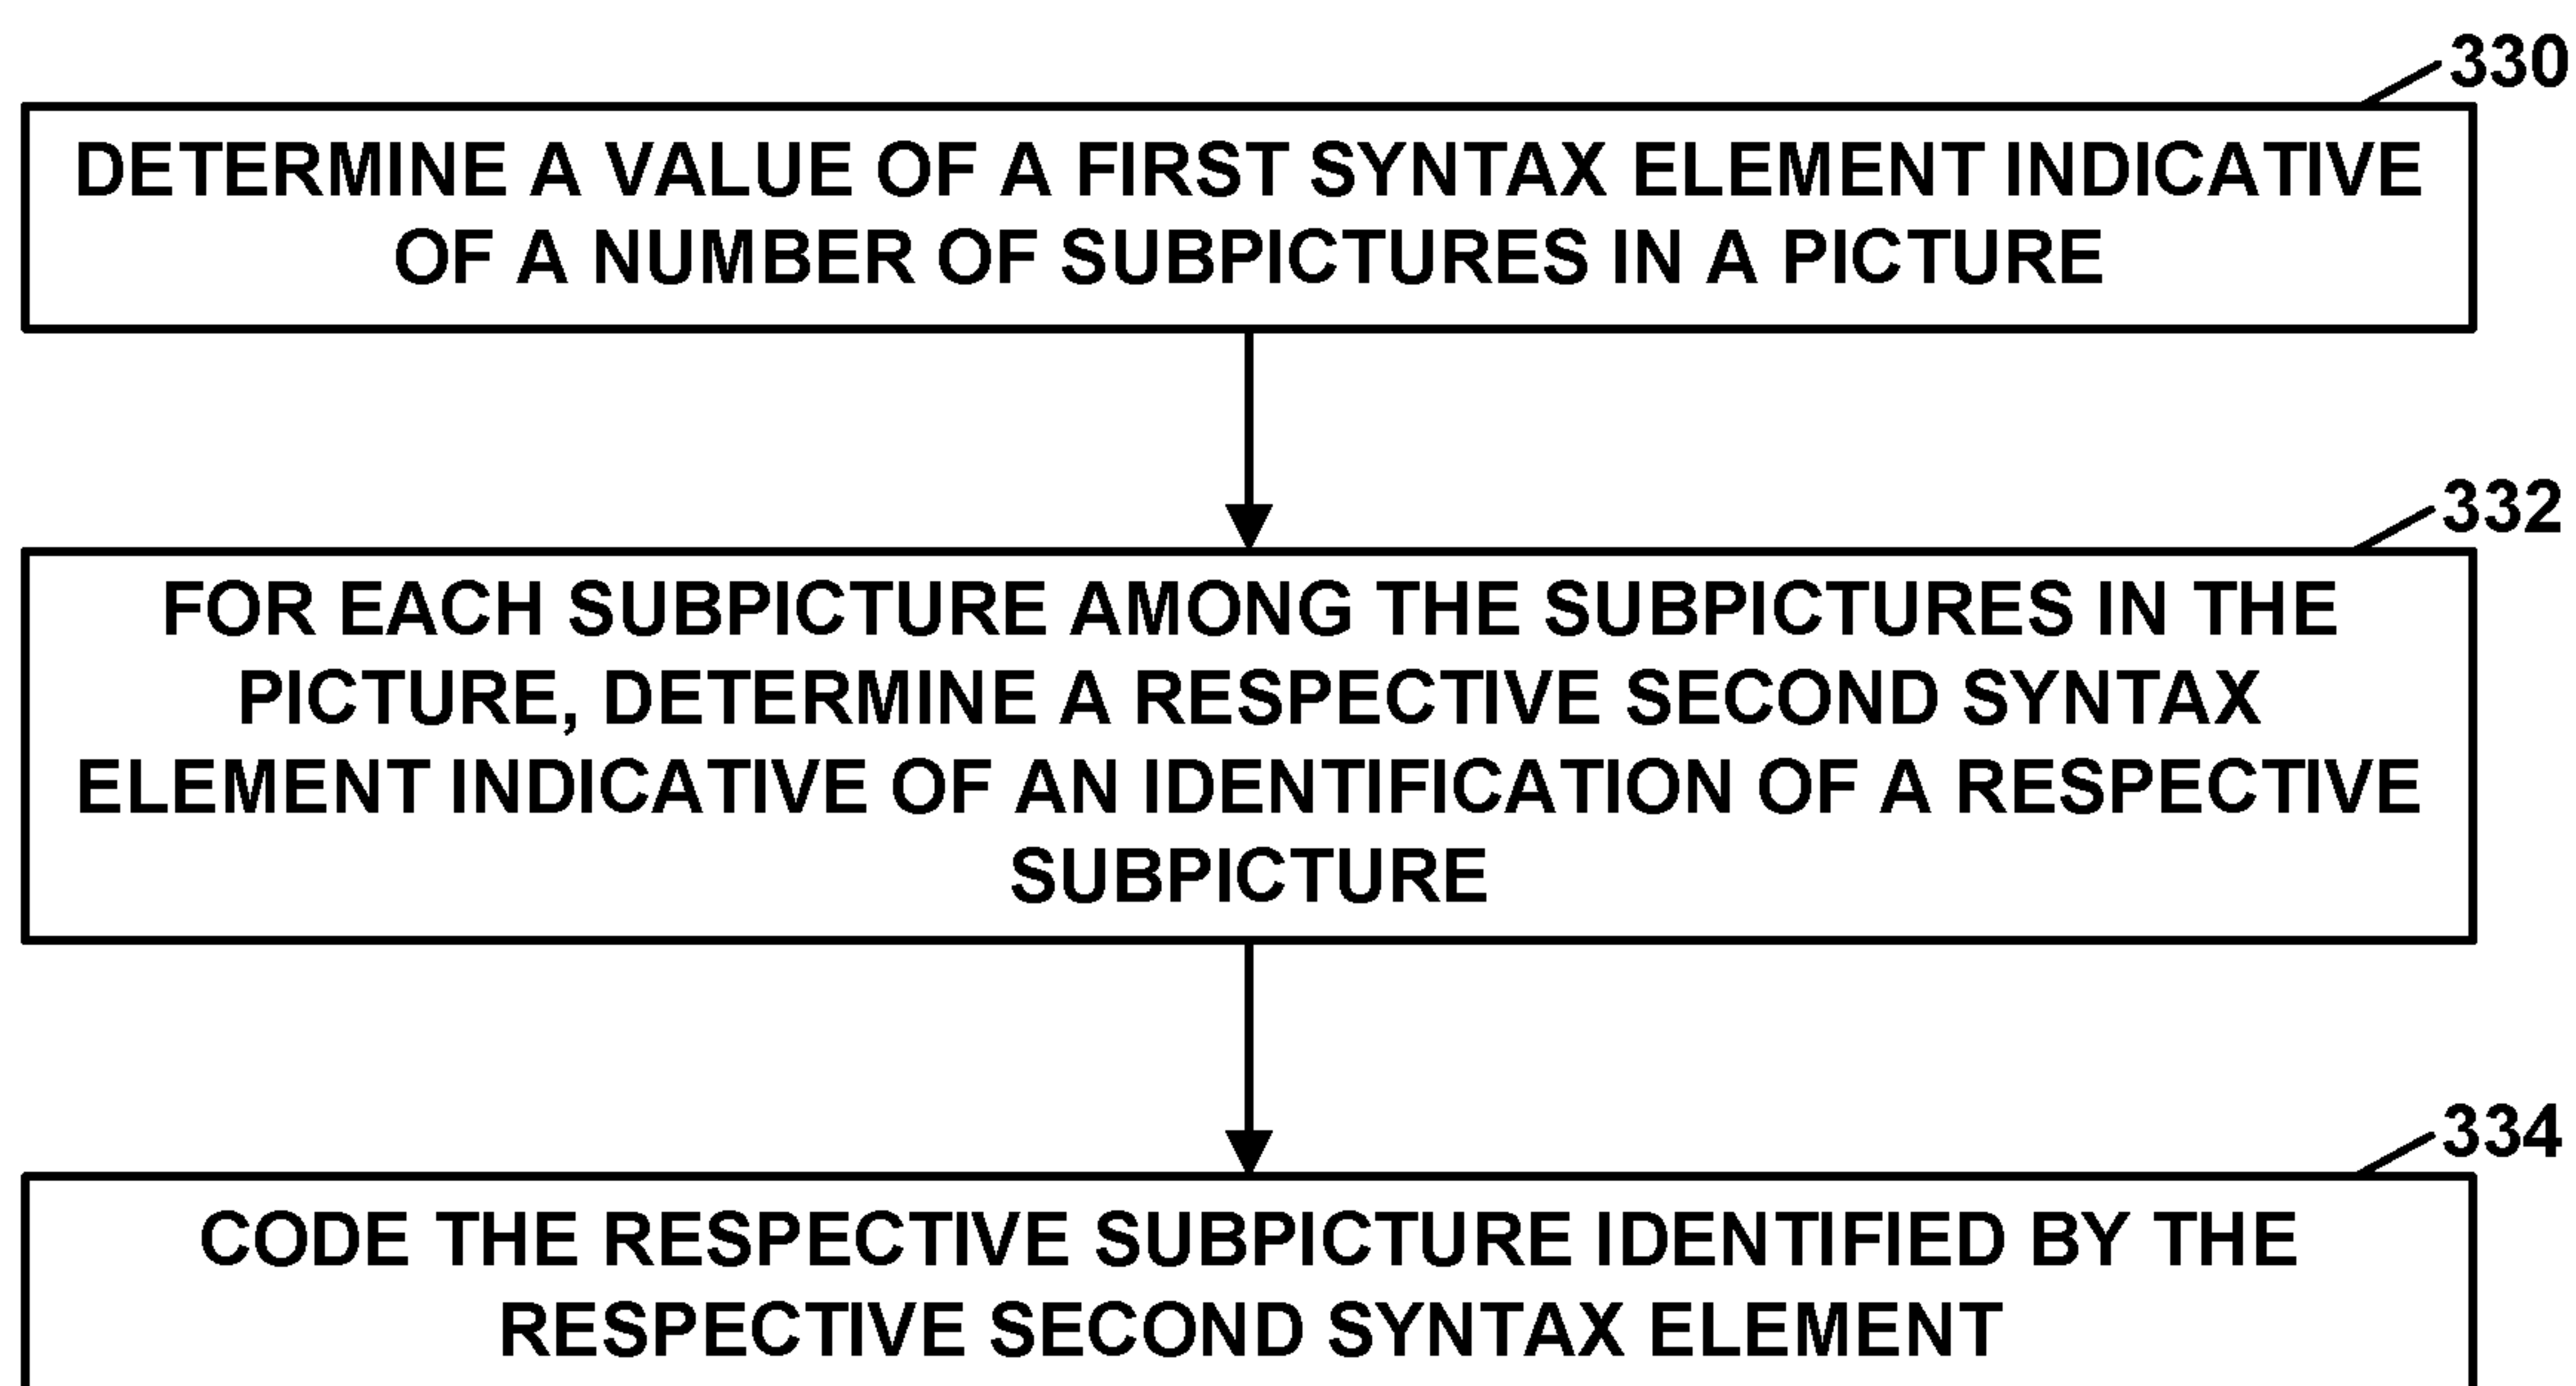 330
DETERMINE A VALUE OF A FIRST SYNTAX ELEMENT INDICATIVE
OF A NUMBER OF SUBPICTURES IN A PICTURE
332
FOR EACH SUBPICTURE AMONG THE SUBPICTURES IN THE
PICTURE, DETERMINE A RESPECTIVE SECOND SYNTAX
ELEMENT INDICATIVE OF AN IDENTIFICATION OF A RESPECTIVE
SUBPICTURE
334
CODE THE RESPECTIVE SUBPICTURE IDENTIFIED BY THE
RESPECTIVE SECOND SYNTAX ELEMENT